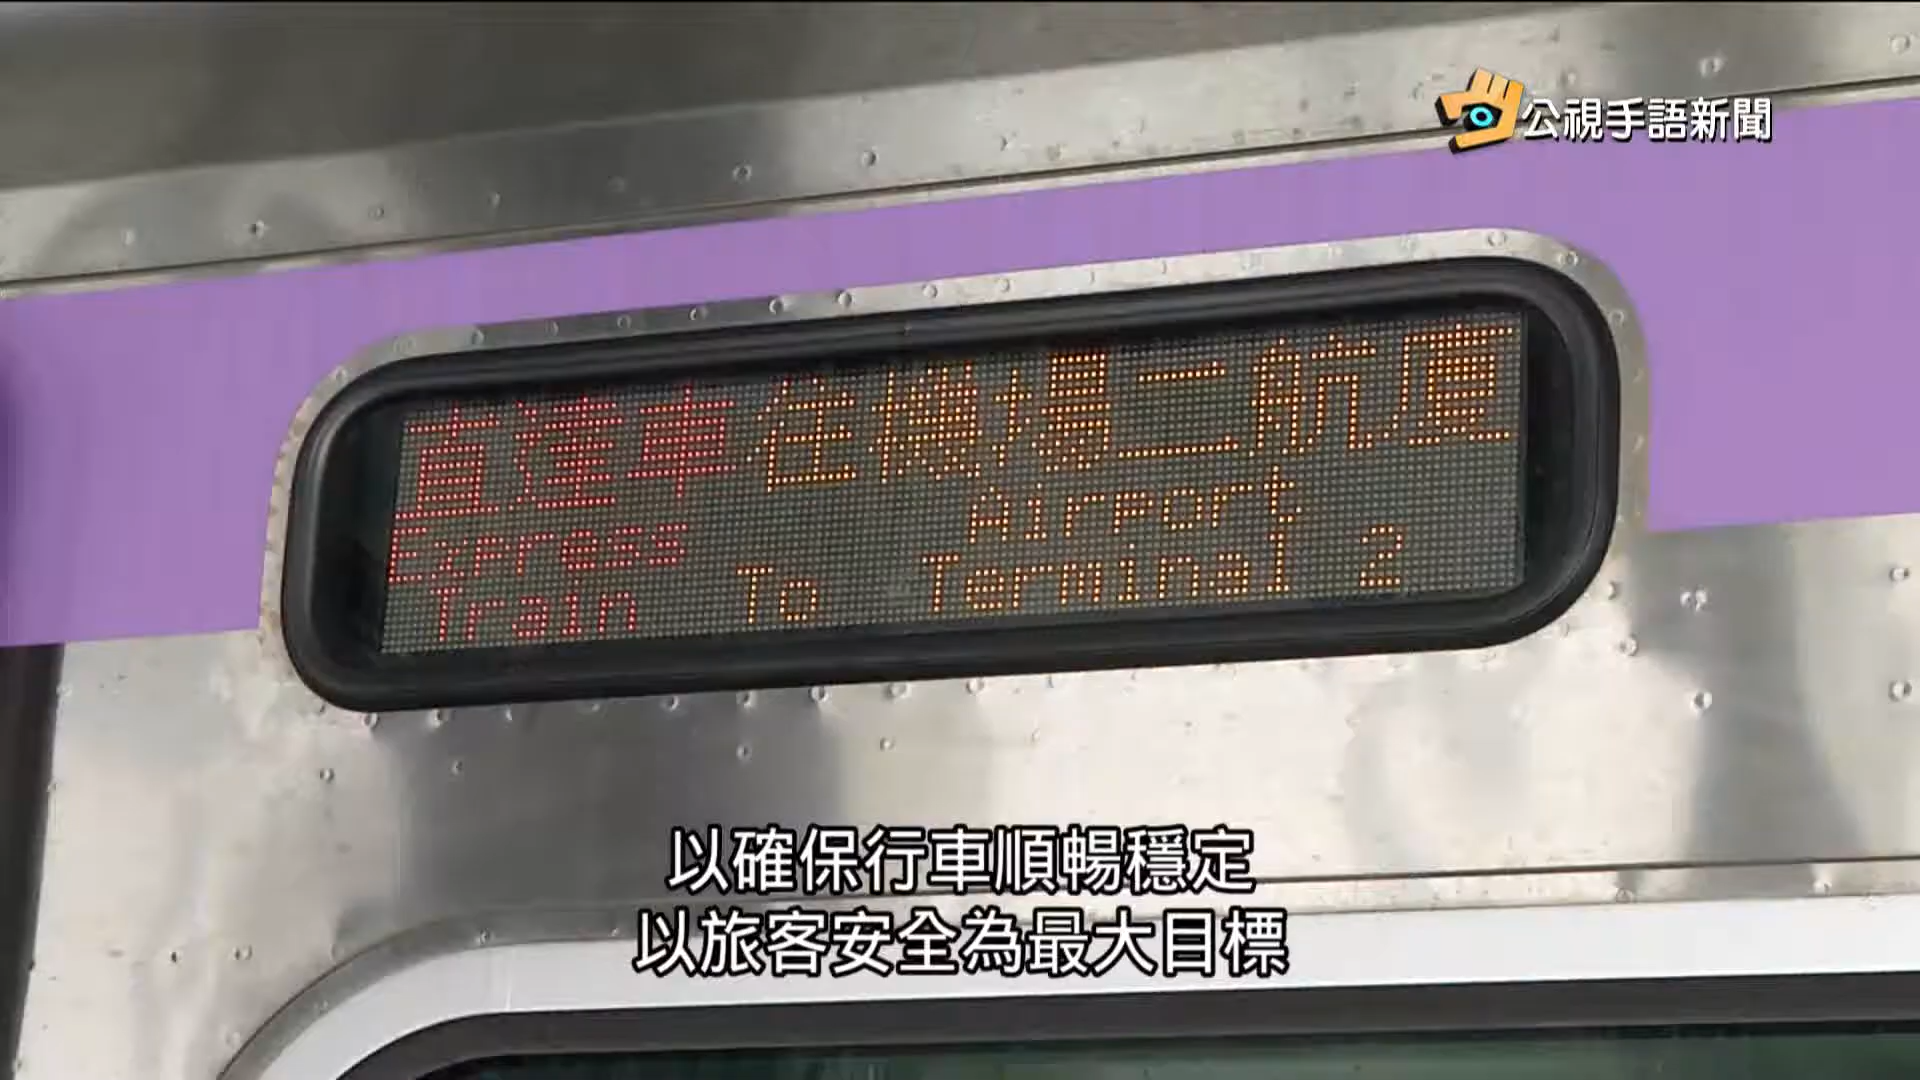 公視手語新聞
直達車往機場二航廈
Express Train To Airport Terminal 2
以確保行車順暢穩定
以旅客安全為最大目標